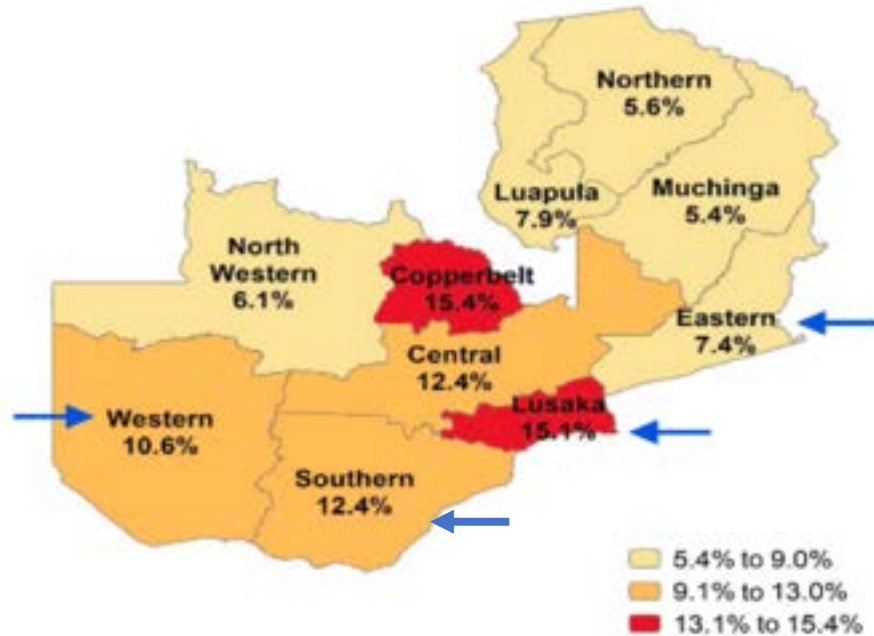 Northern
5.6%
Luapula
7.9%
Muchinga
5.4%
North
Western
6.1%
Copperbelt
15.4%
Eastern
7.4%
Central
12.4%
Western
10.6%
Lusaka
15.1%
Southern
12.4%
5.4% to 9.0%
9.1% to 13.0%
13.1% to 15.4%